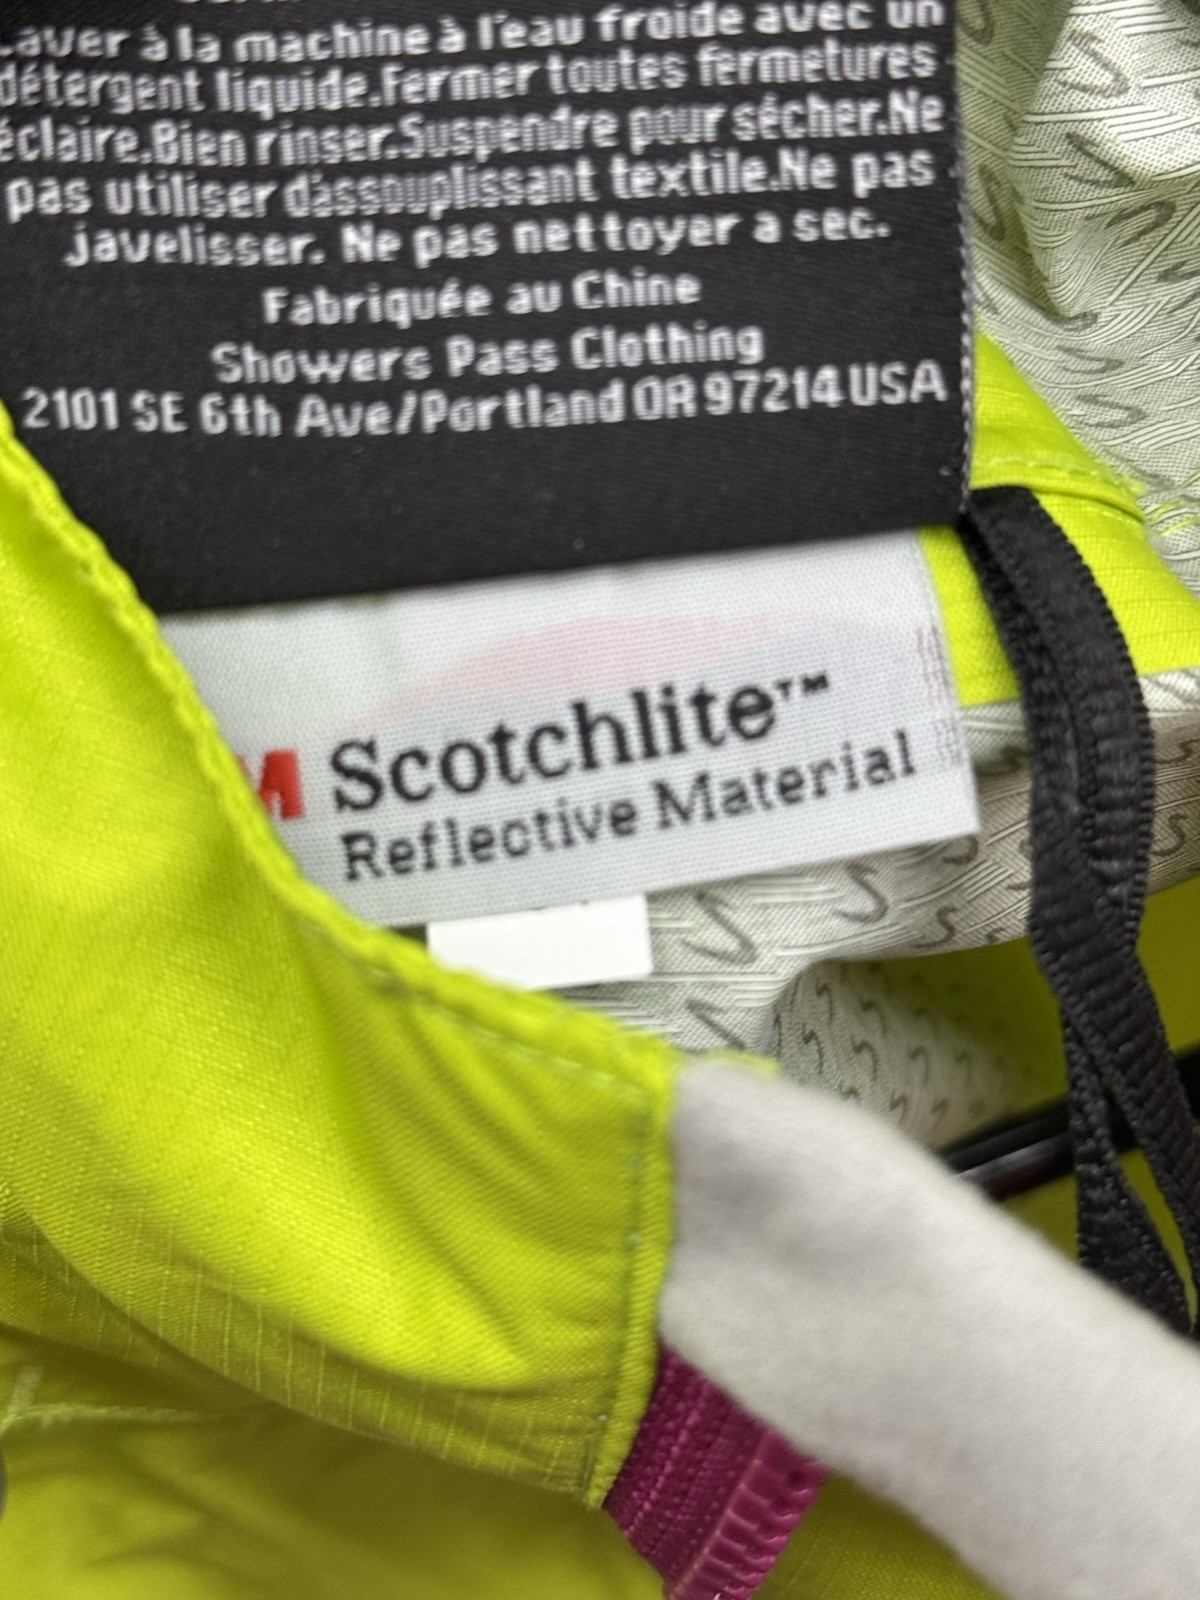 Laver à la machine à l'eau froide avec un
détergent liquide.Fermer toutes fermetures
éclaire.Bien rinser.Suspendre pour sécher.Ne
pas utiliser dássouplissant textile.Ne pas
javelisser. Ne pas nettoyer a sec.
Fabriquée au Chine
Showers Pass Clothing
2101 SE 6th Ave/Portland OR 97214 USA
M Scotchlite™
Reflective Material